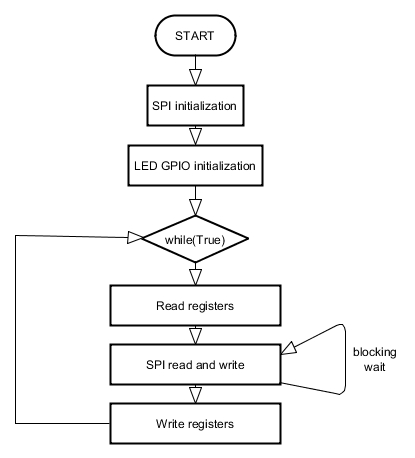 START
SPI initialization
LED GPIO initialization
while(True)
Read registers
SPI read and write
blocking
wait
Write registers